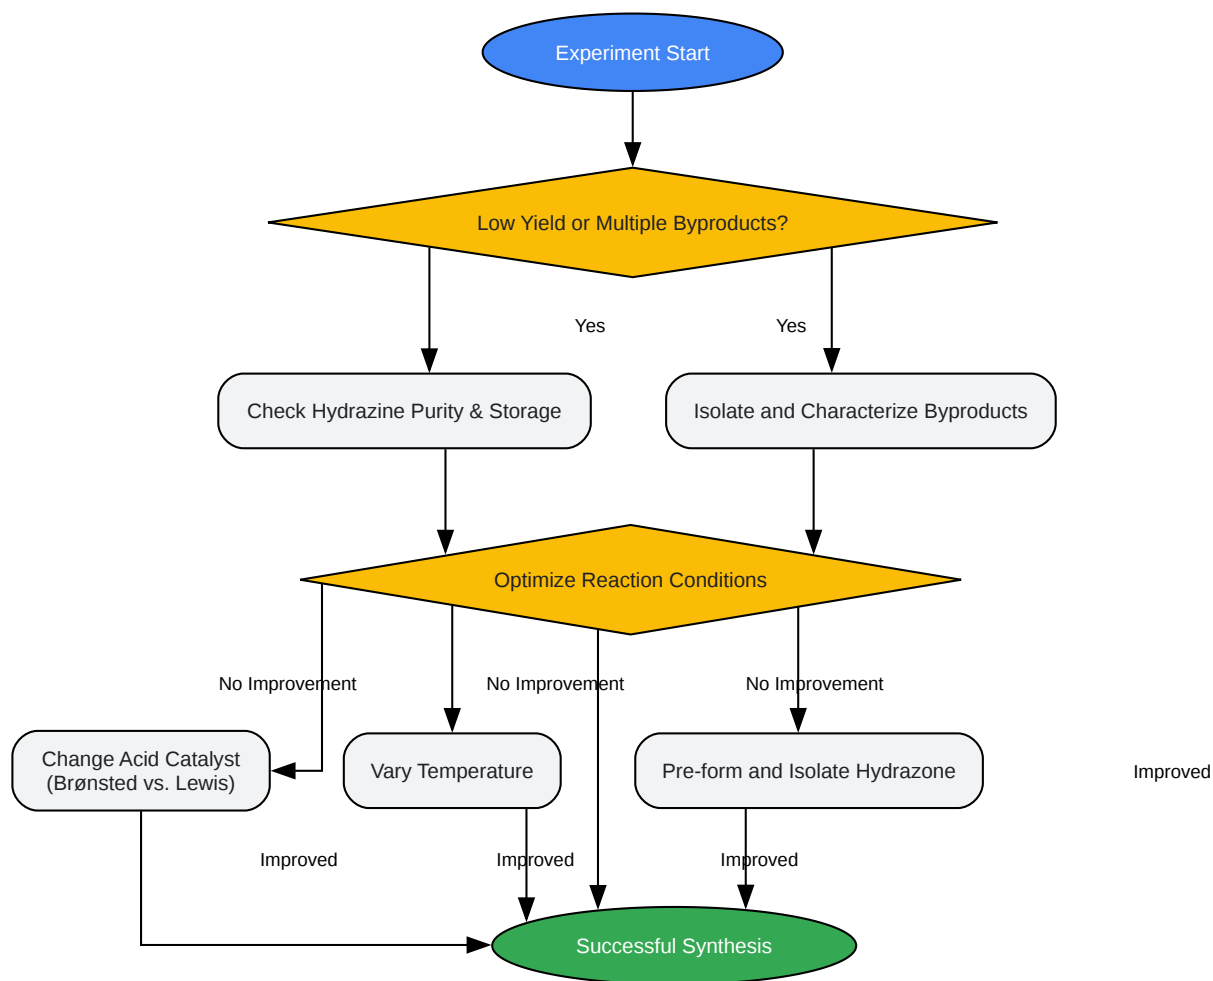 Experiment Start
Low Yield or Multiple Byproducts?
Yes
Yes
Check Hydrazine Purity & Storage
Isolate and Characterize Byproducts
Optimize Reaction Conditions
No Improvement
No Improvement
No Improvement
Change Acid Catalyst
(Brønsted vs. Lewis)
Vary Temperature
Pre-form and Isolate Hydrazone
Improved
Improved
Improved
Improved
Successful Synthesis